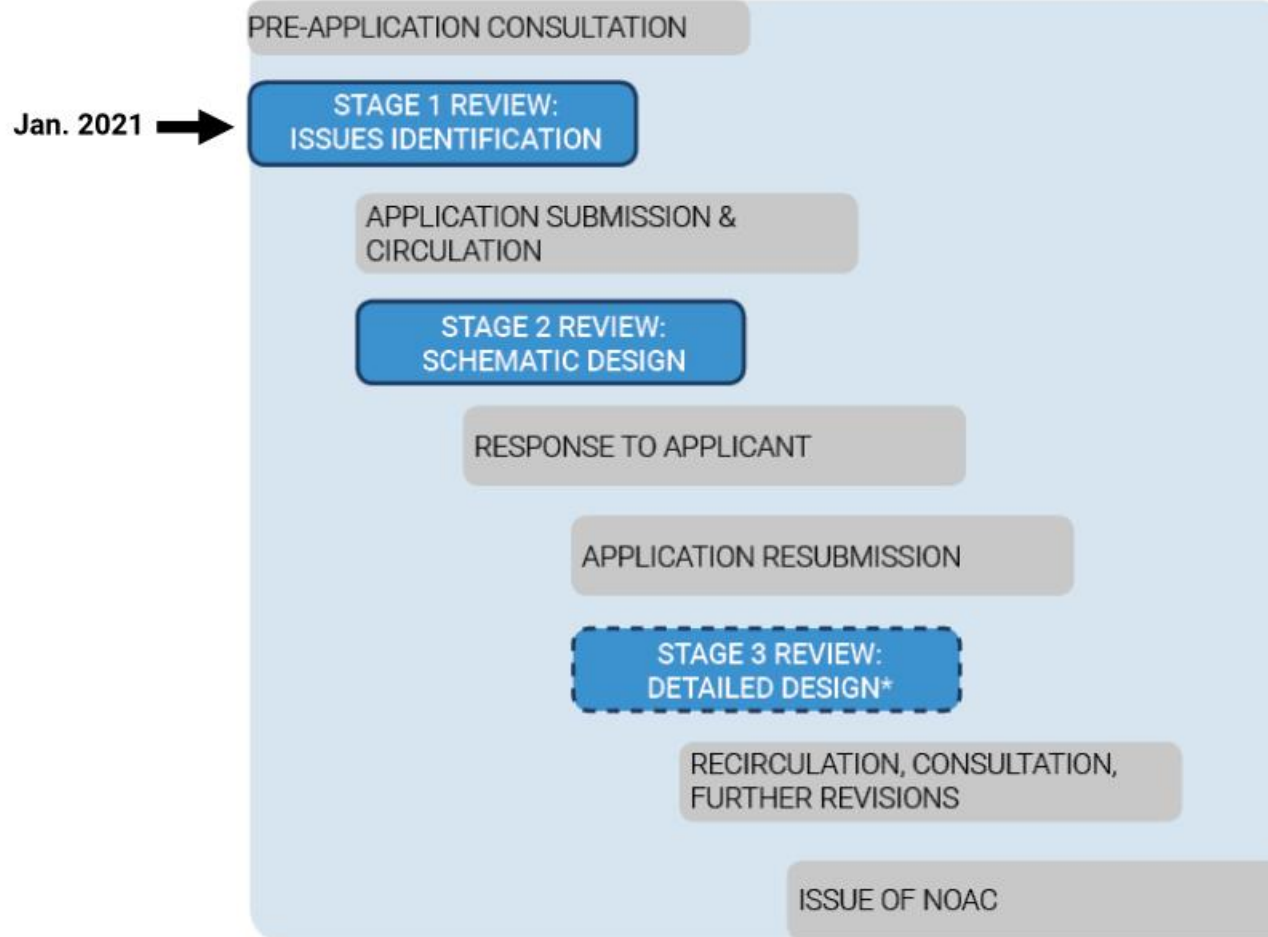 PRE-APPLICATION CONSULTATION
Jan. 2021
STAGE 1 REVIEW:
ISSUES IDENTIFICATION
APPLICATION SUBMISSION &
CIRCULATION
STAGE 2 REVIEW:
SCHEMATIC DESIGN
RESPONSE TO APPLICANT
APPLICATION RESUBMISSION
STAGE 3 REVIEW:
DETAILED DESIGN*
RECIRCULATION, CONSULTATION,
FURTHER REVISIONS
ISSUE OF NOAC